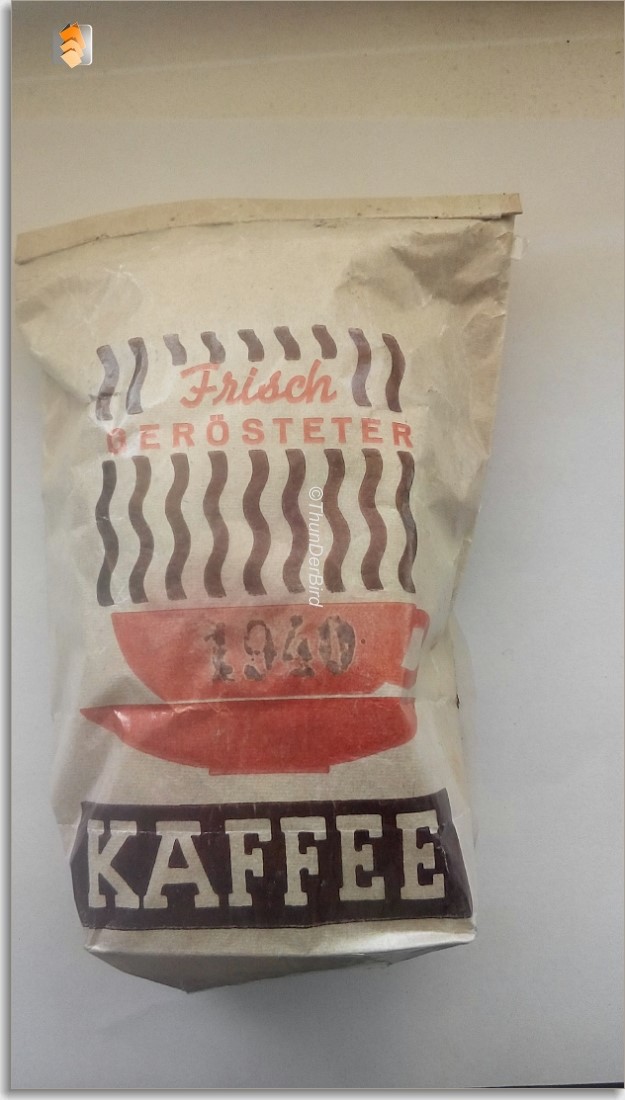 Frisch
GERÖSTETER
©ThunDerBird
1940
KAFFEE